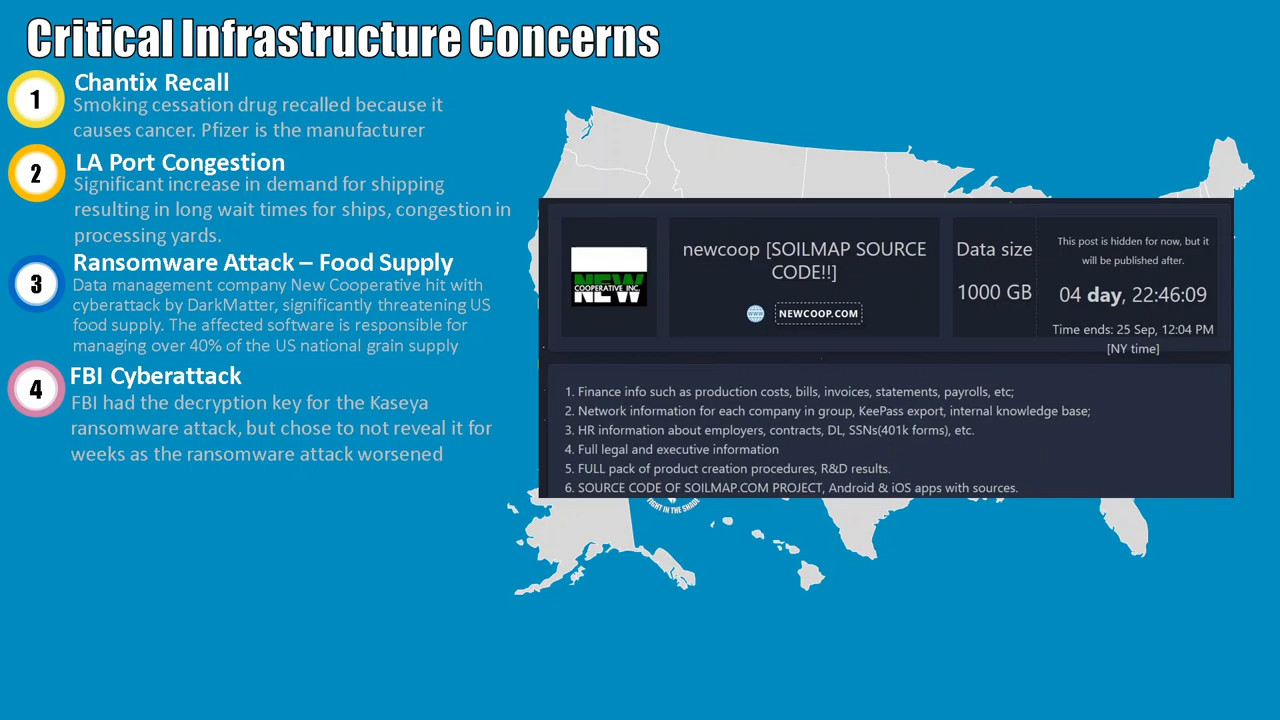 Critical Infrastructure Concerns
1
Chantix Recall
Smoking cessation drug recalled because it
causes cancer. Pfizer is the manufacturer
2
LA Port Congestion
Significant increase in demand for shipping
resulting in long wait times for ships, congestion in
processing yards.
3
Ransomware Attack – Food Supply
Data management company New Cooperative hit with
cyberattack by DarkMatter, significantly threatening US
food supply. The affected software is responsible for
managing over 40% of the US national grain supply
4
FBI Cyberattack
FBI had the decryption key for the Kaseya
ransomware attack, but chose to not reveal it for
weeks as the ransomware attack worsened
COOPERATIVE INC.
NEW
newcoop [SOILMAP SOURCE
CODE!!]
WWW
NEWCOOP.COM
Data size
1000 GB
This post is hidden for now, but it
will be published after.
04 day, 22:46:09
Time ends: 25 Sep, 12:04 PM
[NY time]
1. Finance info such as production costs, bills, invoices, statements, payrolls, etc;
2. Network information for each company in group, KeePass export, internal knowledge base;
3. HR information about employers, contracts, DL, SSNs(401k forms), etc.
4. Full legal and executive information
5. FULL pack of product creation procedures, R&D results.
6. SOURCE CODE OF SOILMAP.COM PROJECT, Android & iOS apps with sources.
FIGHT IN THE SHADE